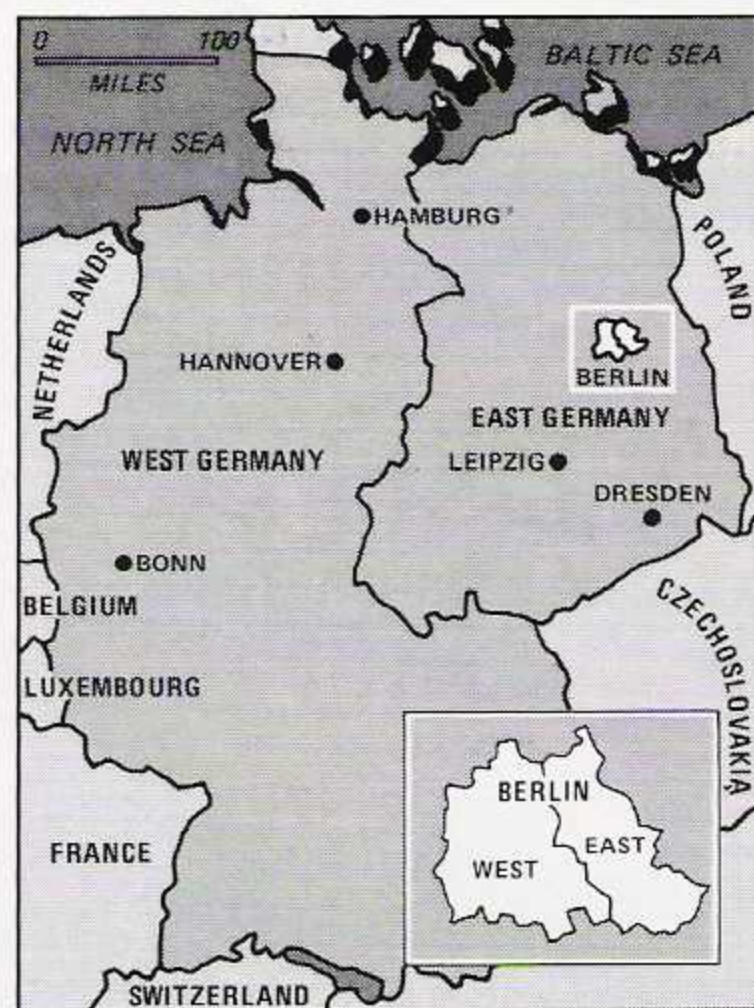 0 100
MILES
BALTIC SEA
NORTH SEA
HAMBURG
POLAND
NETHERLANDS
HANNOVER
BERLIN
EAST GERMANY
WEST GERMANY
LEIPZIG
DRESDEN
BONN
BELGIUM
CZECHOSLOVAKIA
LUXEMBOURG
BERLIN
EAST
WEST
FRANCE
SWITZERLAND